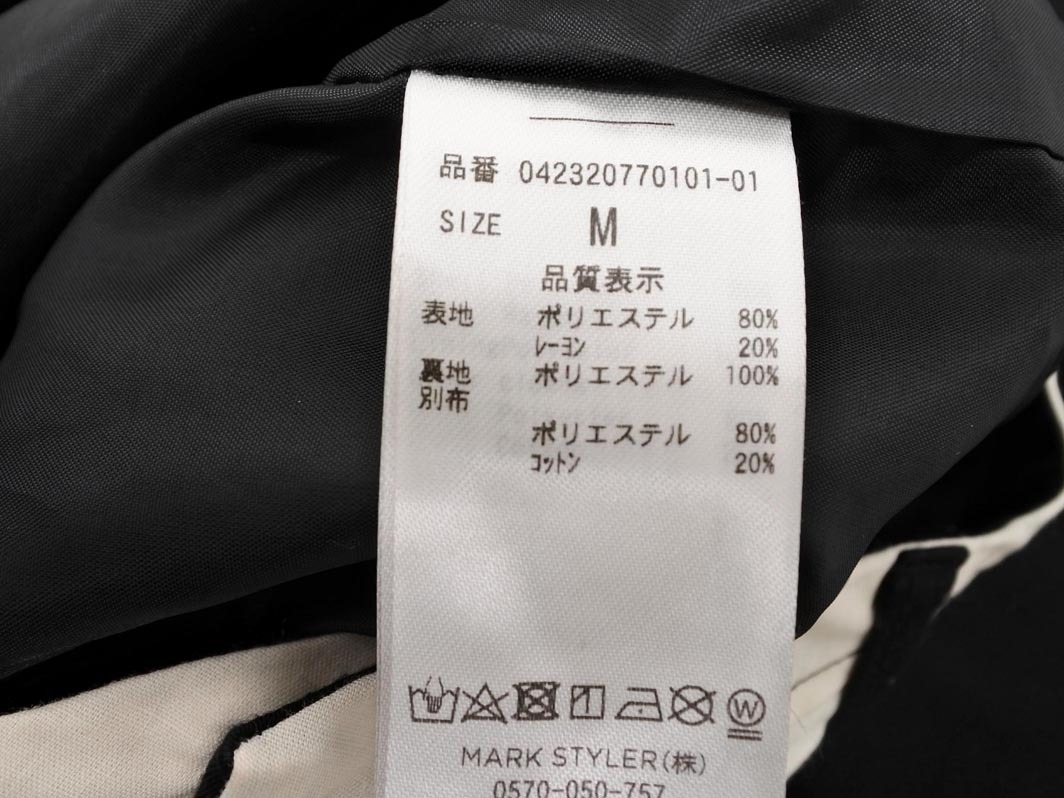 品番 042320770101-01
SIZE M
品質表示
表地 ポリエステル 80%
ﾚｰﾖﾝ 20%
裏地 ポリエステル 100%
別布
ポリエステル 80%
ｺｯﾄﾝ 20%
W
MARK STYLER(株)
0570-050-757